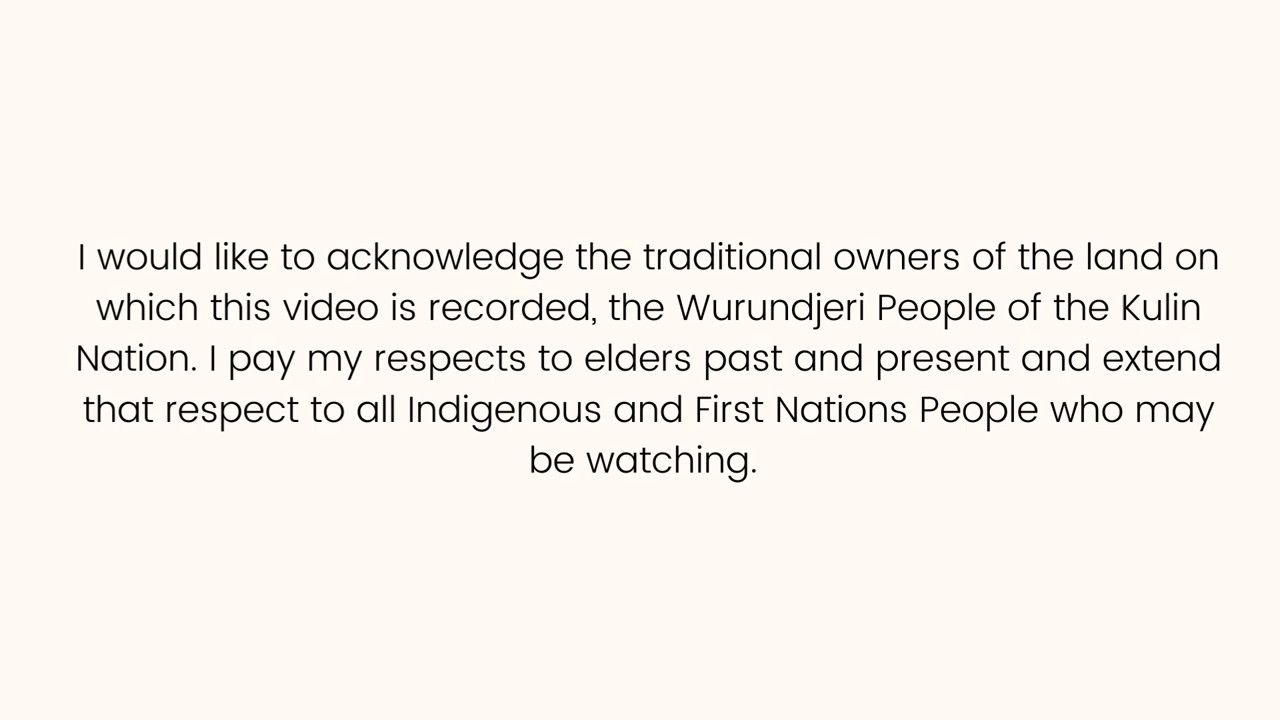 I would like to acknowledge the traditional owners of the land on
which this video is recorded, the Wurundjeri People of the Kulin
Nation. I pay my respects to elders past and present and extend
that respect to all Indigenous and First Nations People who may
be watching.